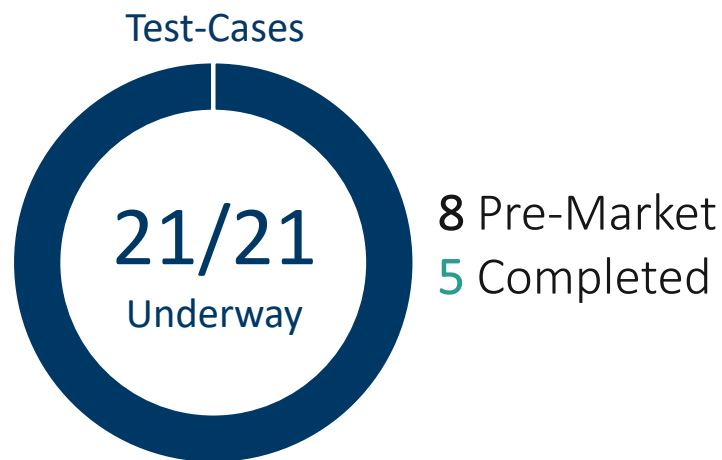 Test-Cases
21/21
Underway
8 Pre-Market
5 Completed